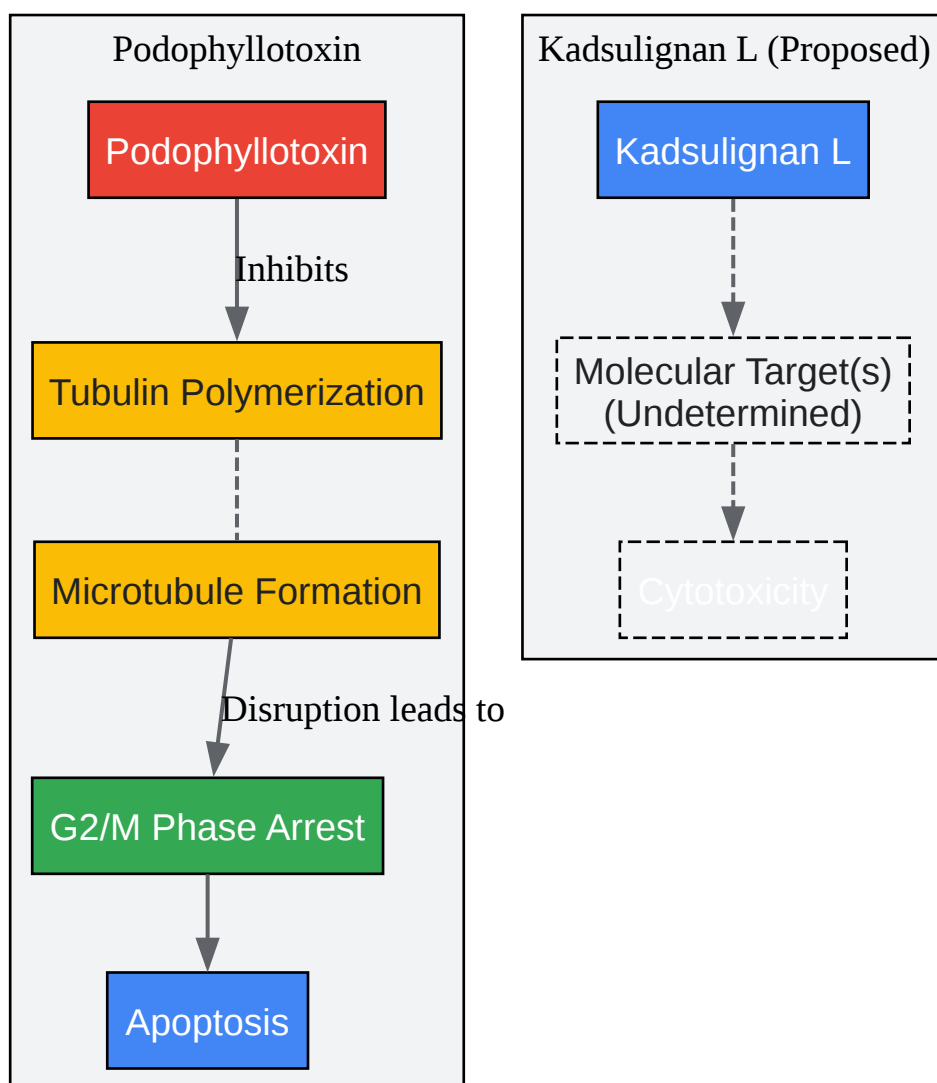 Podophyllotoxin
Podophyllotoxin
Inhibits
Tubulin Polymerization
Microtubule Formation
Disruption leads to
G2/M Phase Arrest
Apoptosis
Kadsulignan L (Proposed)
Kadsulignan L
Molecular Target(s)
(Undetermined)
Cytotoxicity